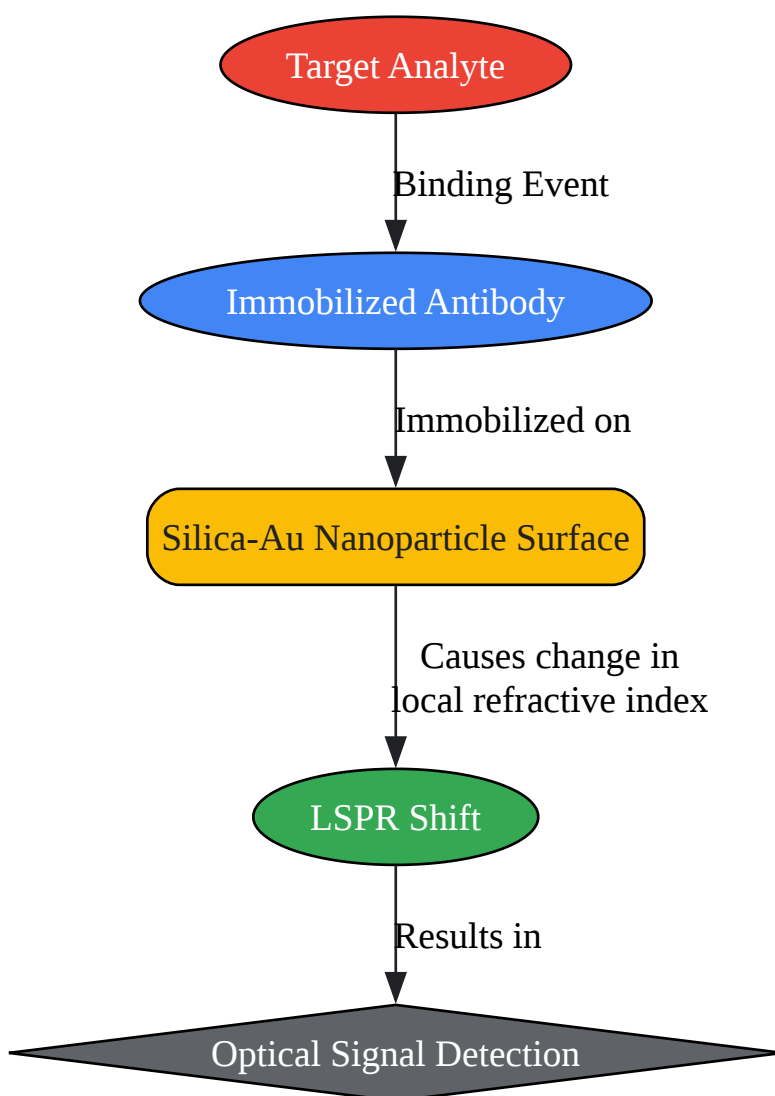 Target Analyte
Binding Event
Immobilized Antibody
Immobilized on
Silica-Au Nanoparticle Surface
Causes change in
local refractive index
LSPR Shift
Results in
Optical Signal Detection